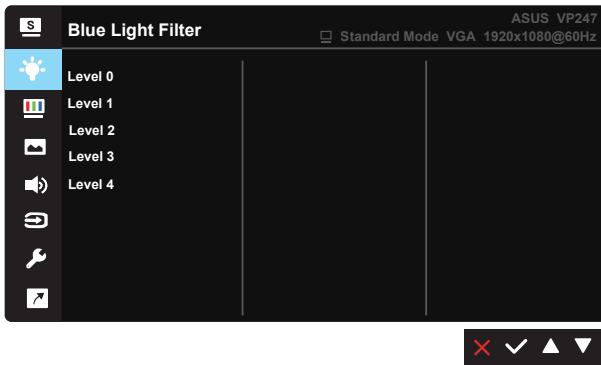 S
Blue Light Filter
ASUS VP247
Standard Mode VGA 1920x1080@60Hz
Level 0
Level 1
Level 2
Level 3
Level 4